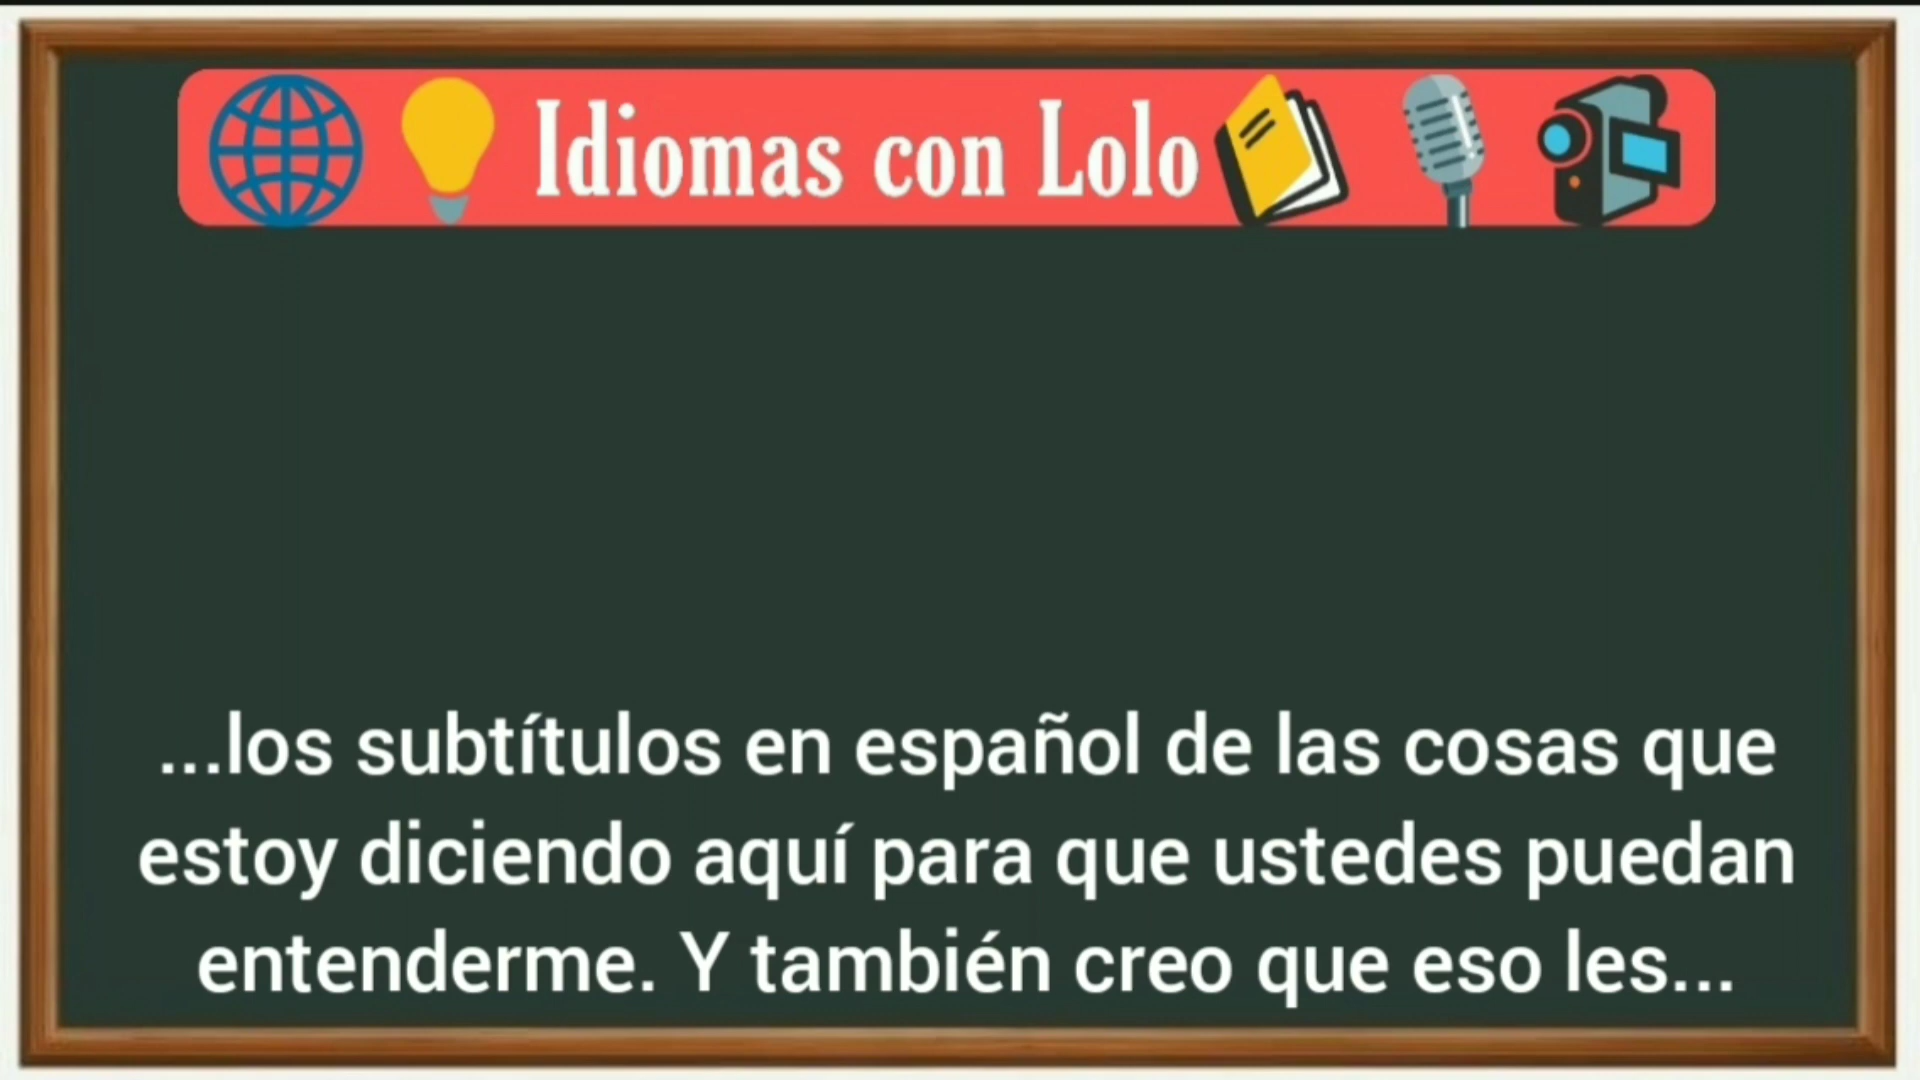 Idiomas con Lolo
...los subtítulos en español de las cosas que
estoy diciendo aquí para que ustedes puedan
entenderme. Y también creo que eso les...